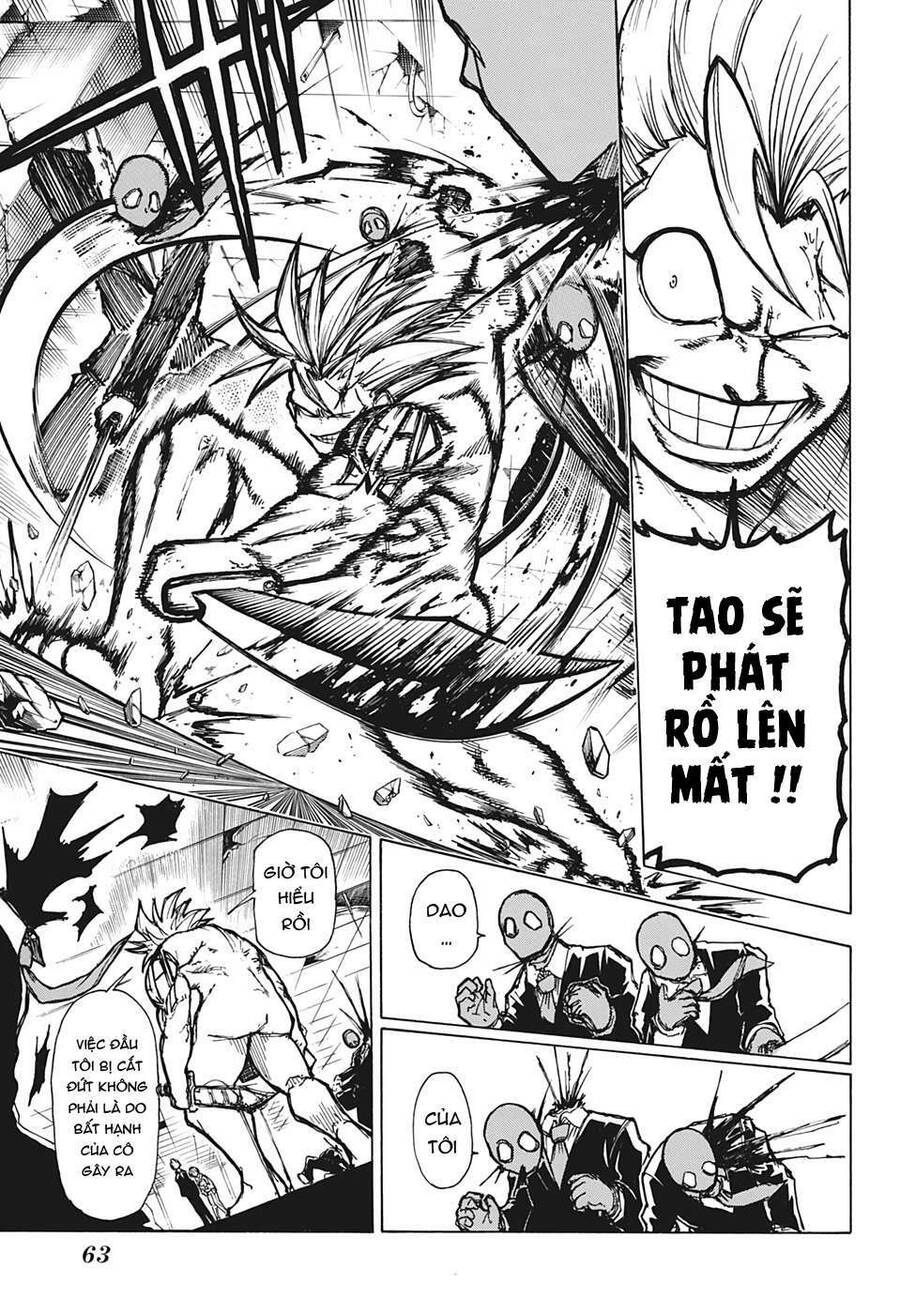 TAO SẼ
PHÁT
RỒ LÊN
MẤT !!
DAO
...
CỦA
TÔI
GIỜ TÔI
HIỂU
RỒI
VIỆC ĐẦU
TÔI BỊ CẮT
ĐỨT KHÔNG
PHẢI LÀ DO
BẤT HẠNH
CỦA CÔ
GÂY RA
63